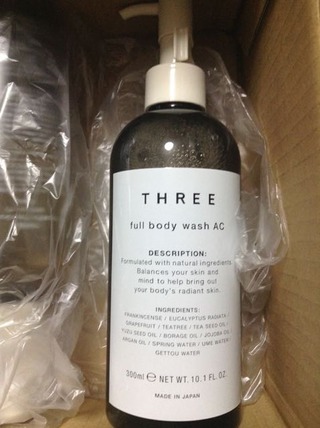 THREE
full body wash AC
DESCRIPTION:
Formulated with natural ingredients.
Balances your skin and
mind to help bring out
your body's radiant skin.
INGREDIENTS:
FRANKINCENSE / EUCALYPTUS RADIATA /
GRAPEFRUIT / TEATREE / TEA SEED OIL /
YUZU SEED OIL / BORAGE OIL / JOJOBA OIL /
ARGAN OIL / SPRING WATER / UME WATER /
GETTOU WATER
300ml ℮ NET WT. 10.1 FL.OZ.
MADE IN JAPAN